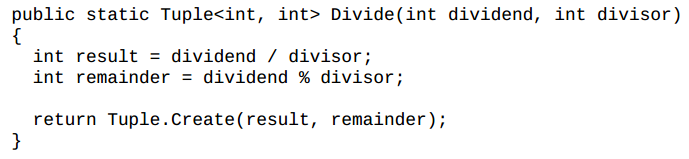 public static Tuple<int, int> Divide(int dividend, int divisor)
{
  int result = dividend / divisor;
  int remainder = dividend % divisor;

  return Tuple.Create(result, remainder);
}